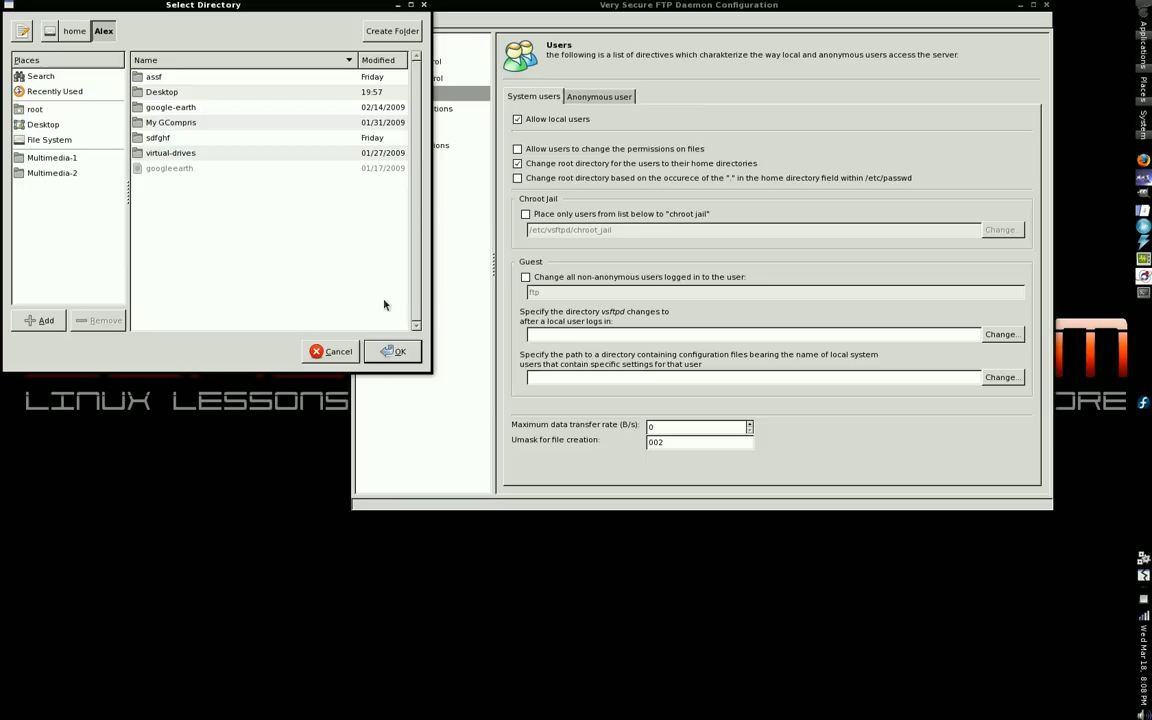 Select Directory
home
Alex
Create Folder
Places
Search
Recently Used
root
Desktop
File System
Multimedia-1
Multimedia-2
Add
Remove
Name
Modified
assf
Friday
Desktop
19:57
google-earth
02/14/2009
My GCompris
01/31/2009
sdfghf
Friday
virtual-drives
01/27/2009
googleearth
01/17/2009
Cancel
OK
Very Secure FTP Daemon Configuration
Users
the following is a list of directives which charakterize the way local and anonymous users access the server.
System users
Anonymous user
Allow local users
Allow users to change the permissions on files
Change root directory for the users to their home directories
Change root directory based on the occurece of the "." in the home directory field within /etc/passwd
Chroot Jail
Place only users from list below to "chroot jail"
/etc/vsftpd/chroot_jail
Change...
Guest
Change all non-anonymous users logged in to the user:
ftp
Specify the directory vsftpd changes to
after a local user logs in:
Change...
Specify the path to a directory containing configuration files bearing the name of local system
users that contain specific settings for that user
Change...
Maximum data transfer rate (B/s):
0
Umask for file creation:
002
LINUX LESSONS
Applications
Places
System
Wed Mar 18, 8:08 PM